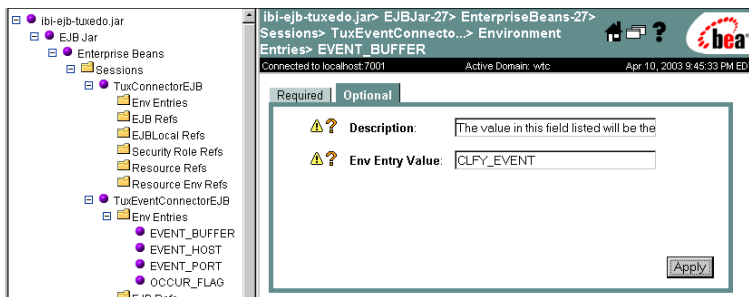 ibi-ejb-tuxedo.jar
EJB Jar
Enterprise Beans
Sessions
TuxConnectorEJB
Env Entries
EJB Refs
EJBLocal Refs
Security Role Refs
Resource Refs
Resource Env Refs
TuxEventConnectorEJB
Env Entries
EVENT_BUFFER
EVENT_HOST
EVENT_PORT
OCCUR_FLAG
EJB Refs
ibi-ejb-tuxedo.jar> EJBJar-27> EnterpriseBeans-27>
Sessions> TuxEventConnecto...> Environment
Entries> EVENT_BUFFER
?
bea
Connected to localhost:7001 Active Domain: wtc Apr 10, 2003 9:45:33 PM ED
Required Optional
? Description: The value in this field listed will be the
? Env Entry Value: CLFY_EVENT
Apply